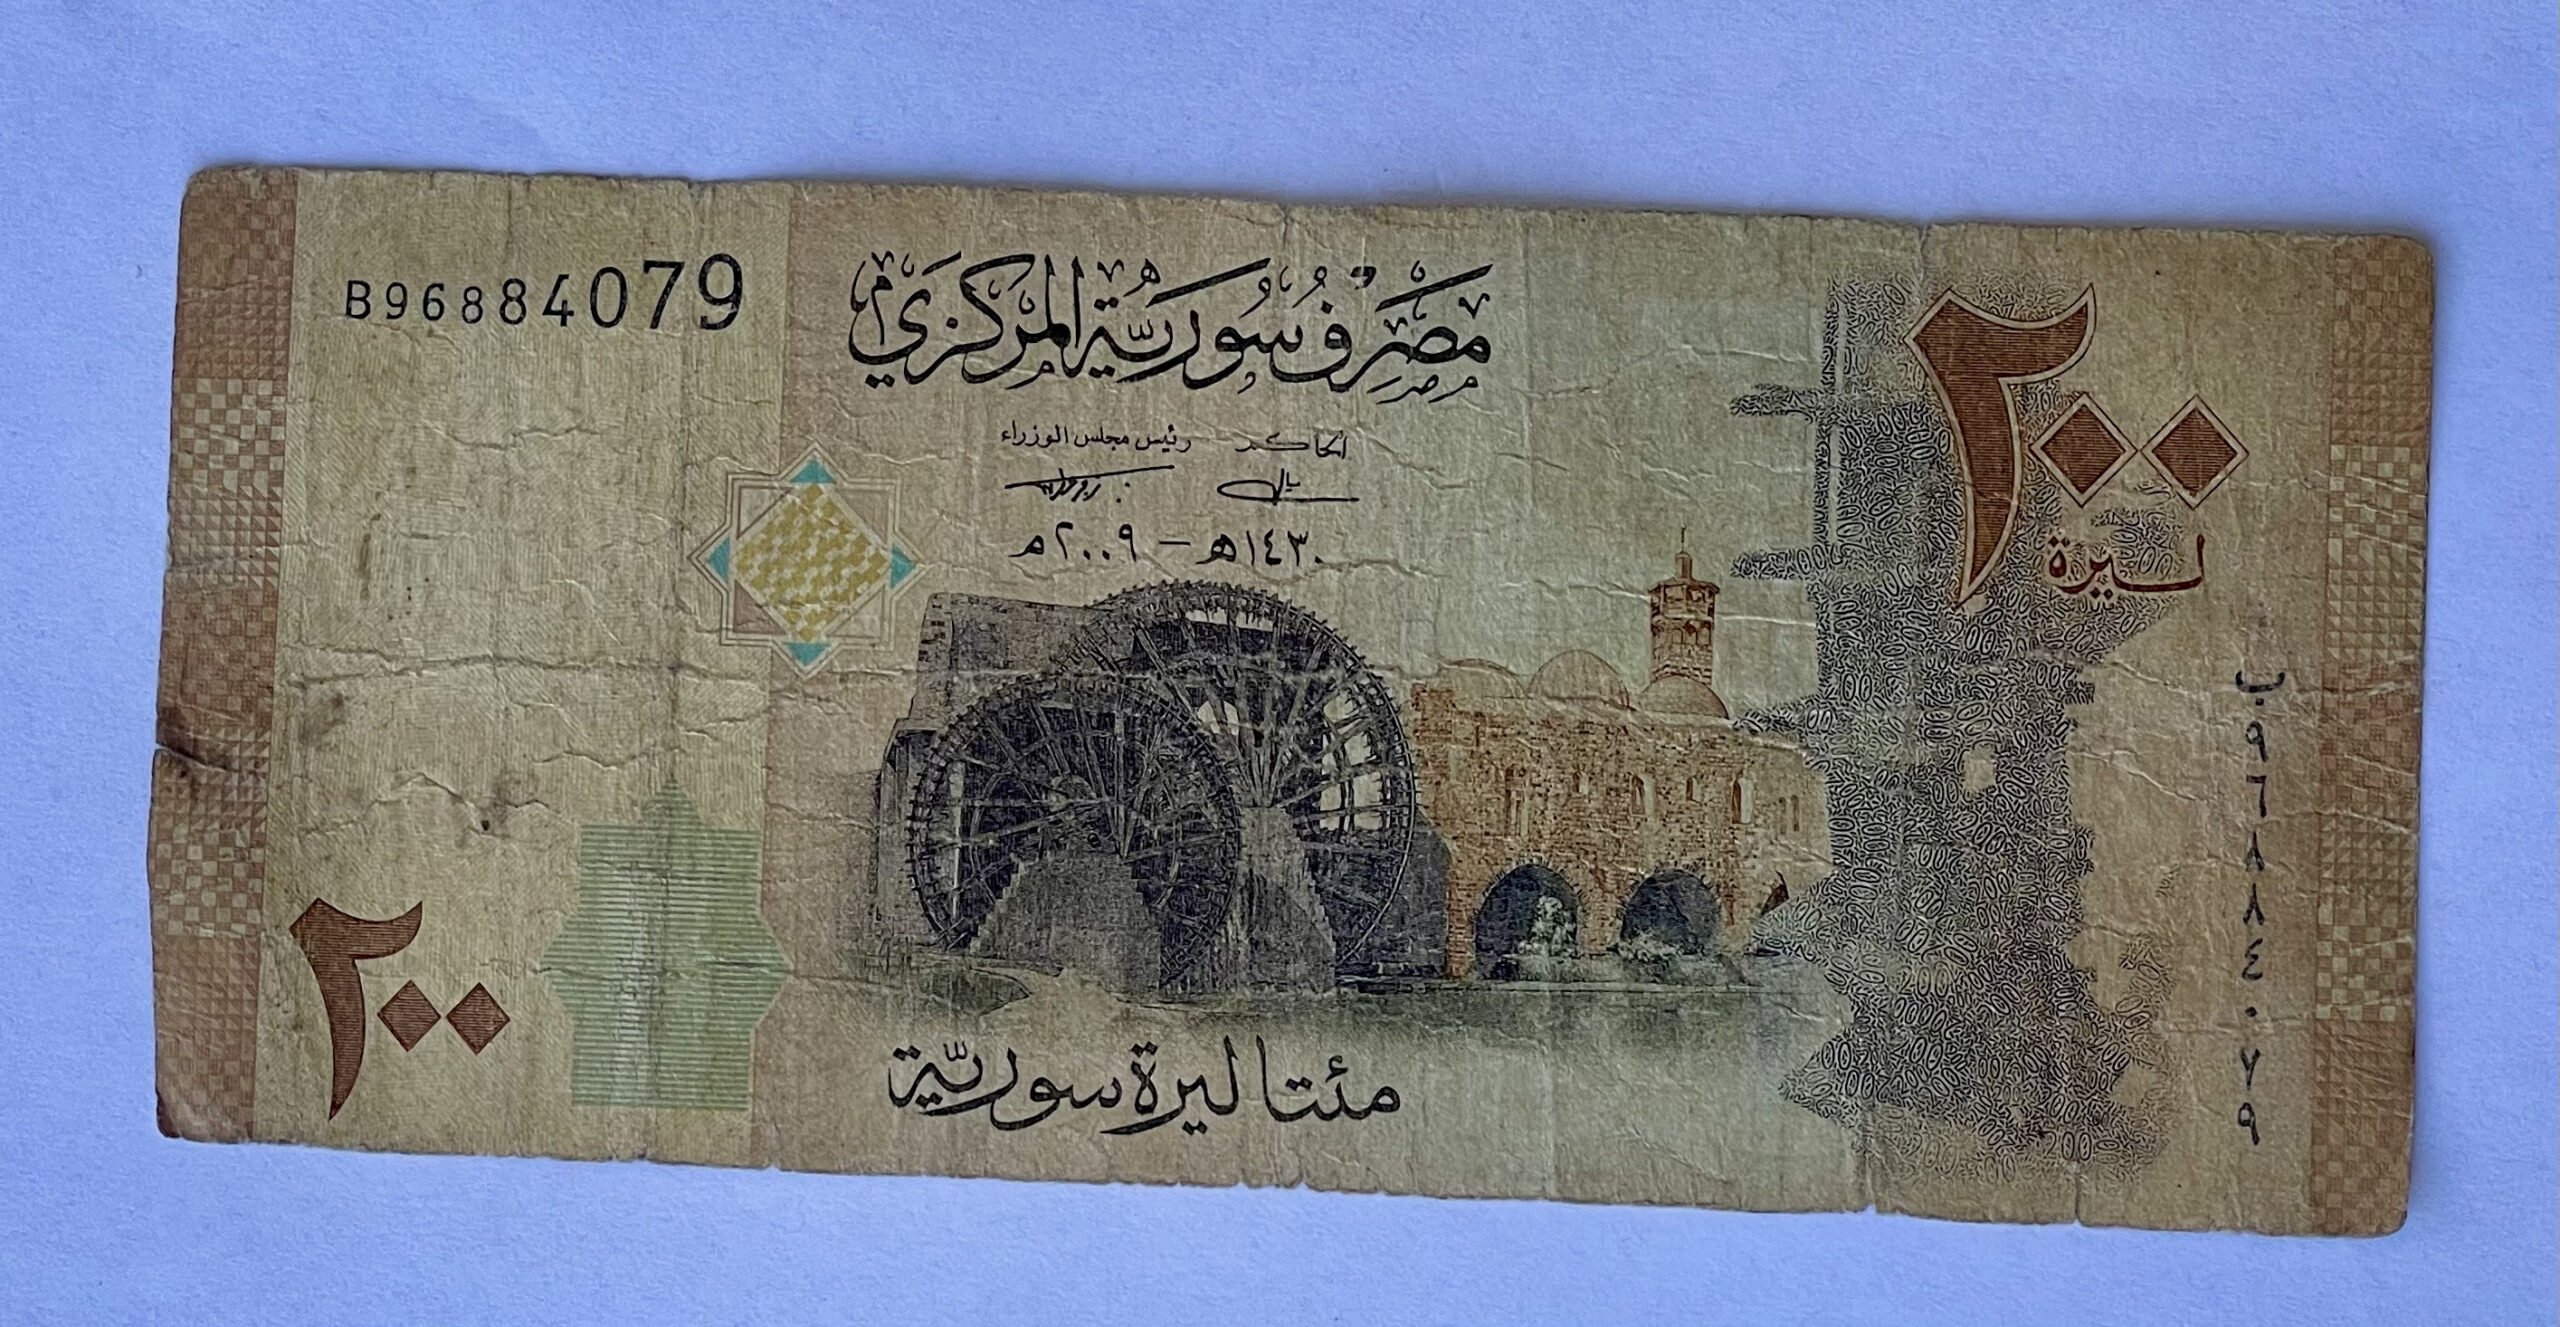 B96884079
مصرف سورية المركزي
٢٠٠
ليرة
الحاكم رئيس مجلس الوزراء
١٤٣٠هـ - ٢٠٠٩م
ب ٩٦٨٨٤٠٧٩
٢٠٠
مئتا ليرة سورية